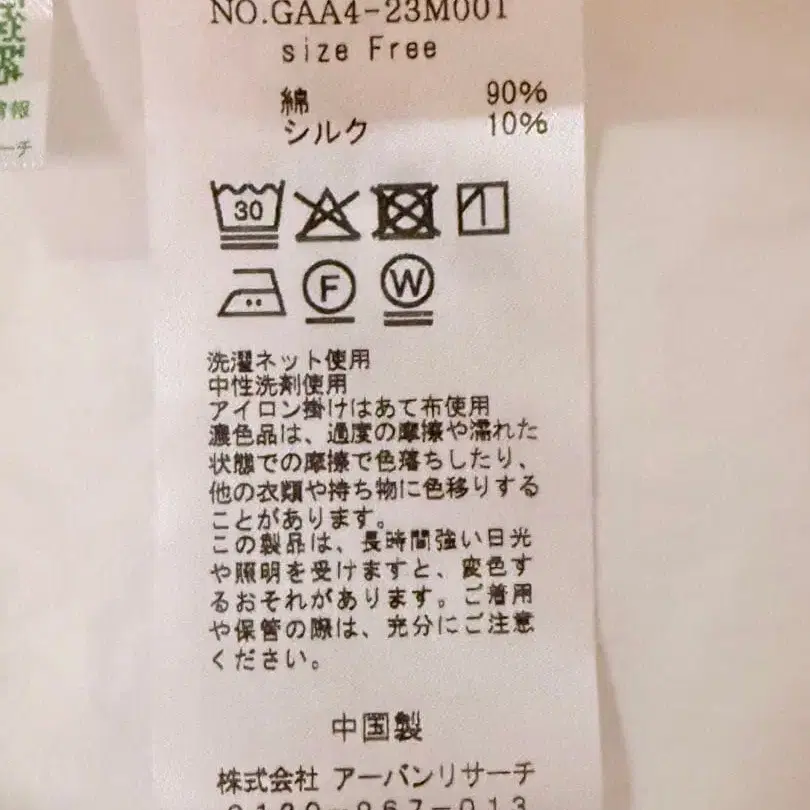 NO.GAA4-23M001
size Free
綿 90%
シルク 10%
30
F W
洗濯ネット使用
中性洗剤使用
アイロン掛けはあて布使用
濃色品は、過度の摩擦や濡れた
状態での摩擦で色落ちしたり、
他の衣類や持ち物に色移りする
ことがあります。
この製品は、長時間強い日光
や照明を受けますと、変色す
るおそれがあります。ご着用
や保管の際は、充分にご注意
ください。
中国製
株式会社 アーバンリサーチ
0120-067-013